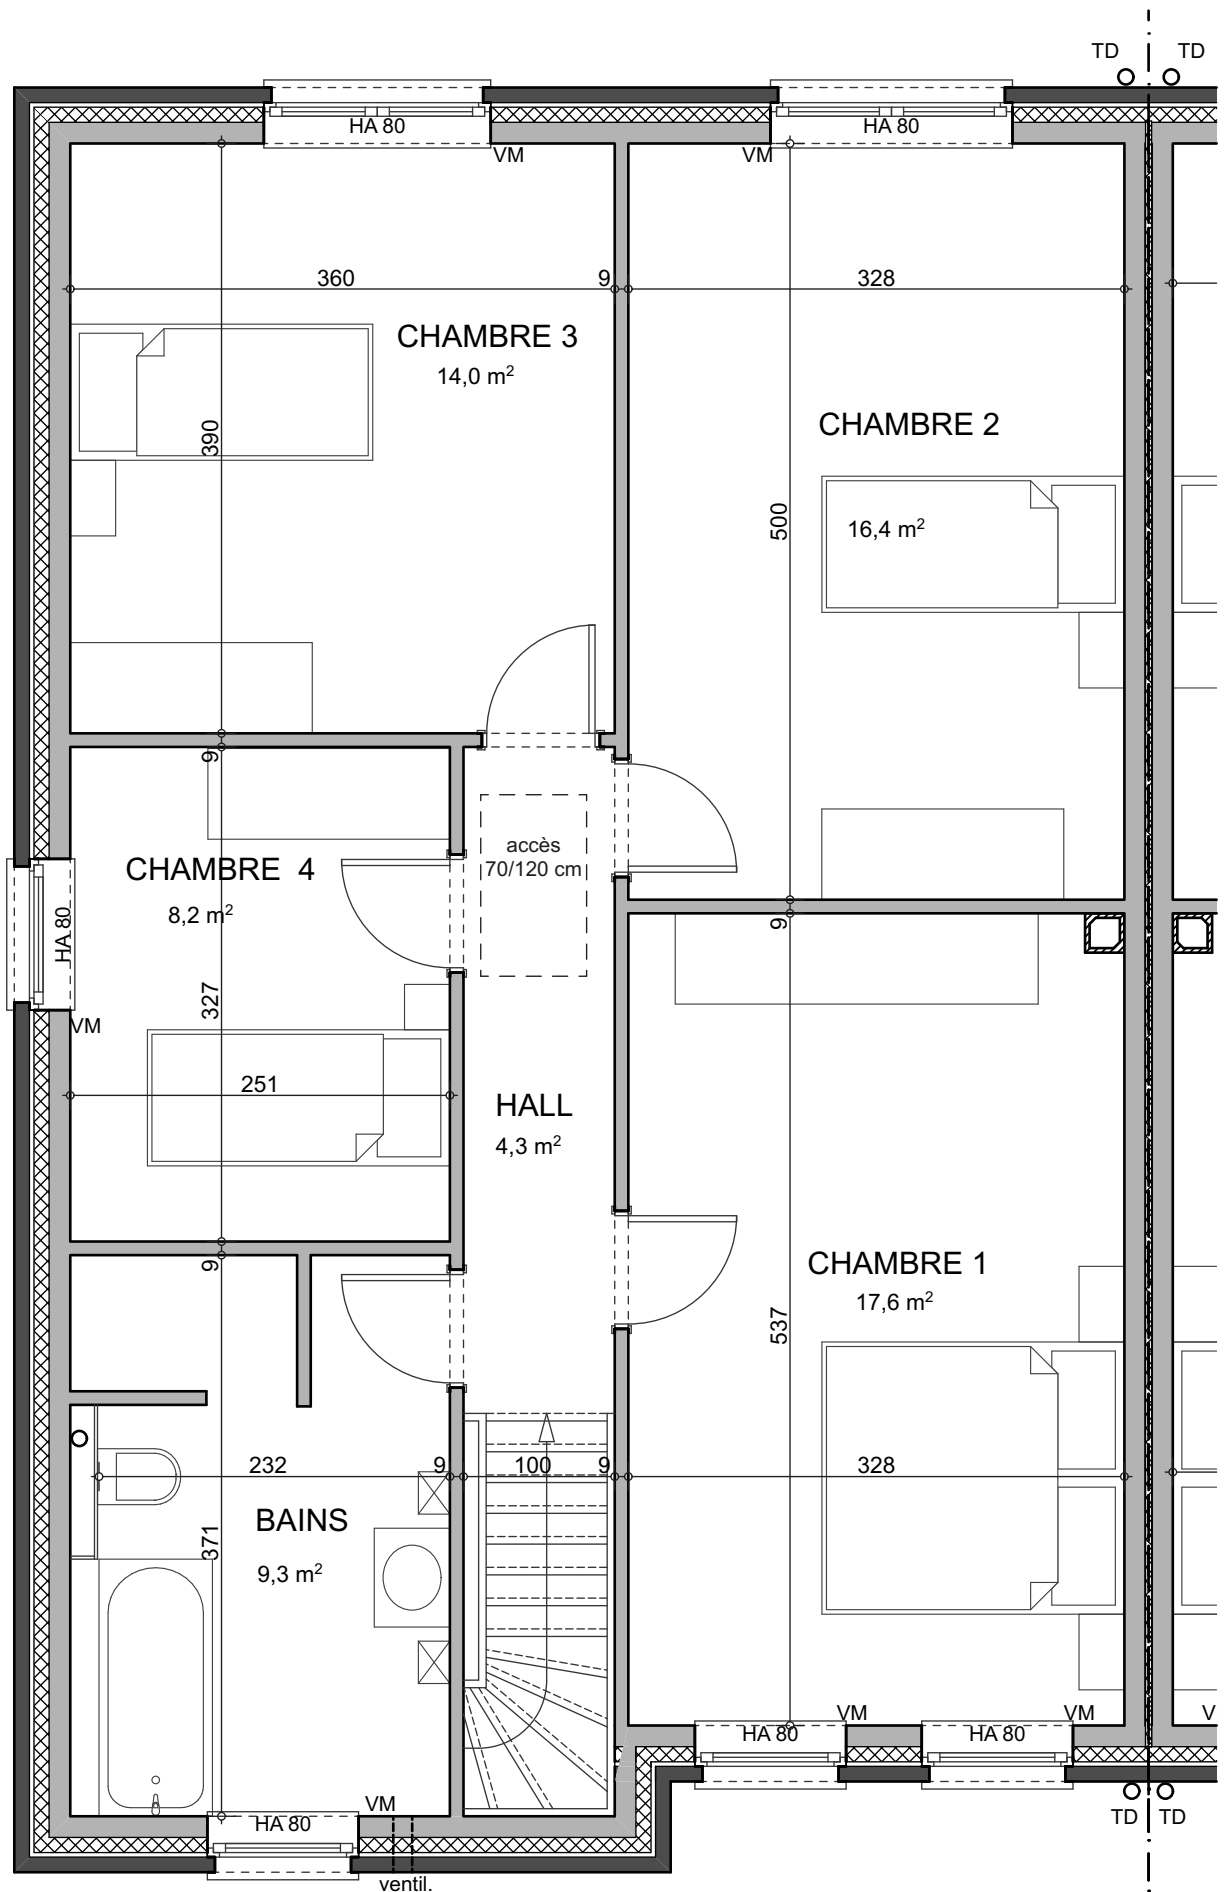 TD TD
HA 80 HA 80
VM VM
360 9 328
CHAMBRE 3
14,0 m²
390
CHAMBRE 2
500
16,4 m²
9
accès
70/120 cm
CHAMBRE 4
8,2 m²
HA 80
9
327
VM
251
HALL
4,3 m²
9
CHAMBRE 1
17,6 m²
537
232 9 100 9 328
BAINS
371
9,3 m²
VM VM V
HA 80 HA 80
VM
HA 80
TD TD
ventil.